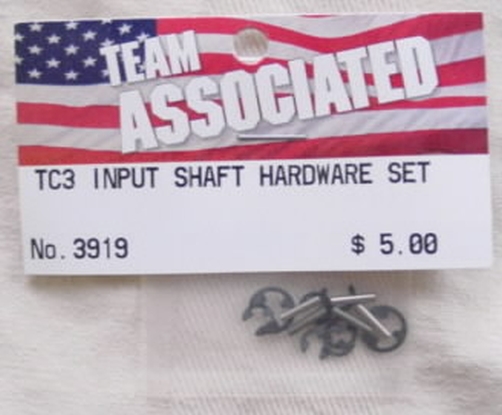 TEAM
ASSOCIATED
TC3 INPUT SHAFT HARDWARE SET
No. 3919 $ 5.00